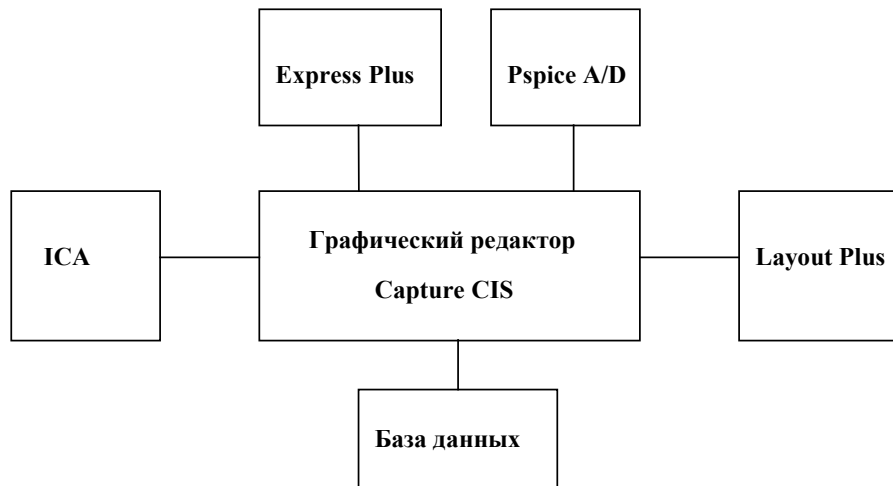 Express Plus
Pspice A/D
ICA
Графический редактор
Capture CIS
Layout Plus
База данных